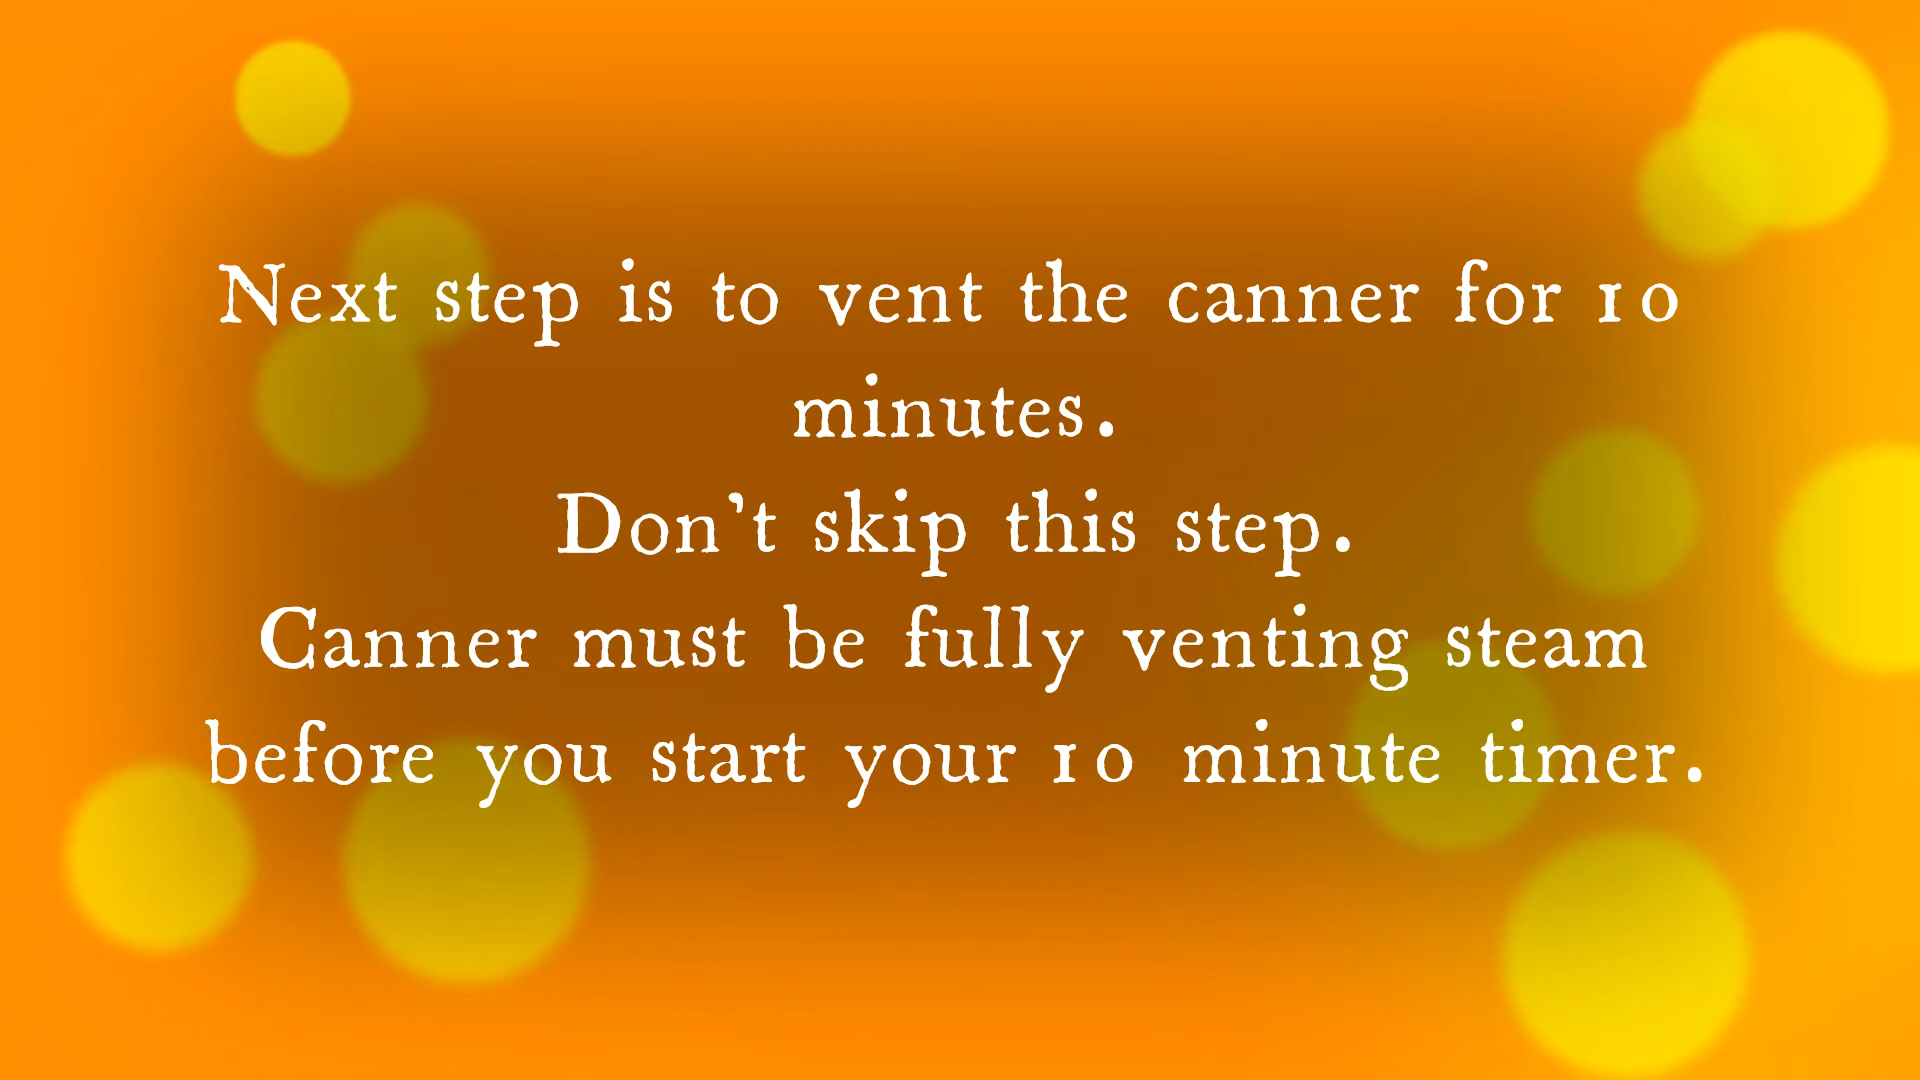 Next step is to vent the canner for 10
minutes.
Don't skip this step.
Canner must be fully venting steam
before you start your 10 minute timer.